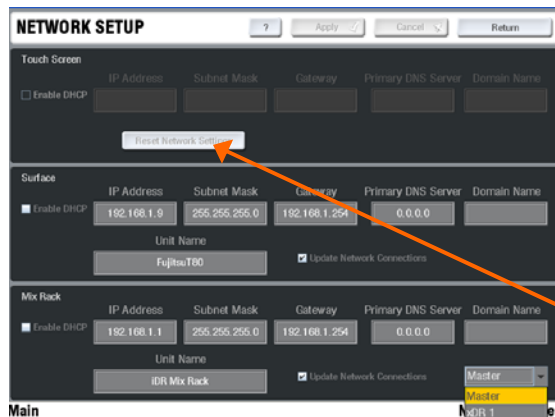 NETWORK SETUP ? Apply Cancel Return
Touch Screen
IP Address Subnet Mask Gateway Primary DNS Server Domain Name
Enable DHCP
Reset Network Settings
Surface
IP Address Subnet Mask Gateway Primary DNS Server Domain Name
Enable DHCP 192.168.1.9 255.255.255.0 192.168.1.254 0.0.0.0
Unit Name
FujitsuT80 Update Network Connections
Mix Rack
IP Address Subnet Mask Gateway Primary DNS Server Domain Name
Enable DHCP 192.168.1.1 255.255.255.0 192.168.1.254 0.0.0.0
Unit Name
iDR Mix Rack Update Network Connections Master
Master
Main